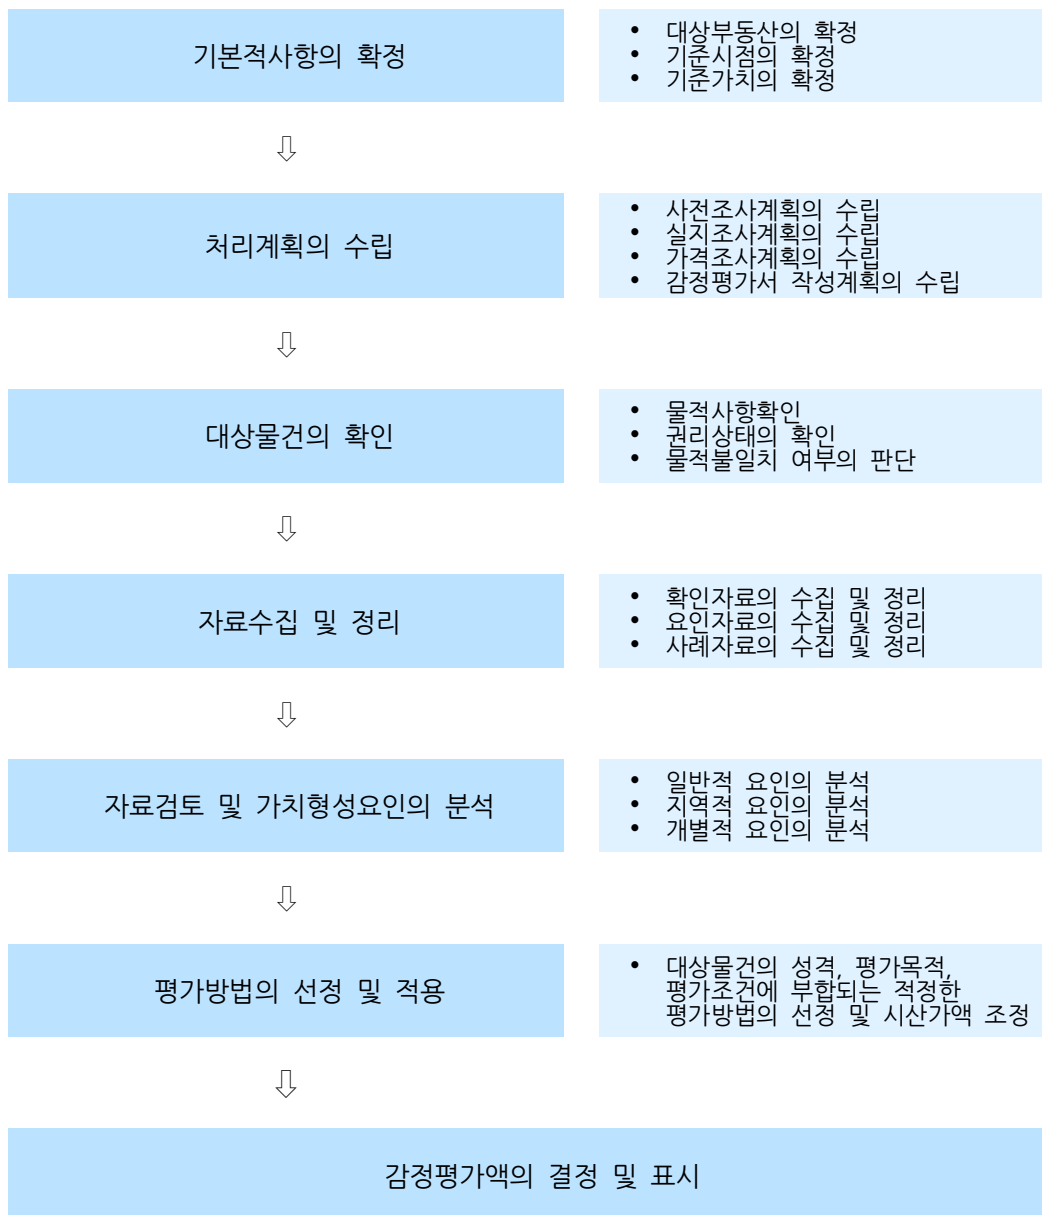 기본적사항의 확정
• 대상부동산의 확정
• 기준시점의 확정
• 기준가치의 확정
⇩
처리계획의 수립
• 사전조사계획의 수립
• 실지조사계획의 수립
• 가격조사계획의 수립
• 감정평가서 작성계획의 수립
⇩
대상물건의 확인
• 물적사항확인
• 권리상태의 확인
• 물적불일치 여부의 판단
⇩
자료수집 및 정리
• 확인자료의 수집 및 정리
• 요인자료의 수집 및 정리
• 사례자료의 수집 및 정리
⇩
자료검토 및 가치형성요인의 분석
• 일반적 요인의 분석
• 지역적 요인의 분석
• 개별적 요인의 분석
⇩
평가방법의 선정 및 적용
• 대상물건의 성격, 평가목적,
평가조건에 부합되는 적정한
평가방법의 선정 및 시산가액 조정
⇩
감정평가액의 결정 및 표시